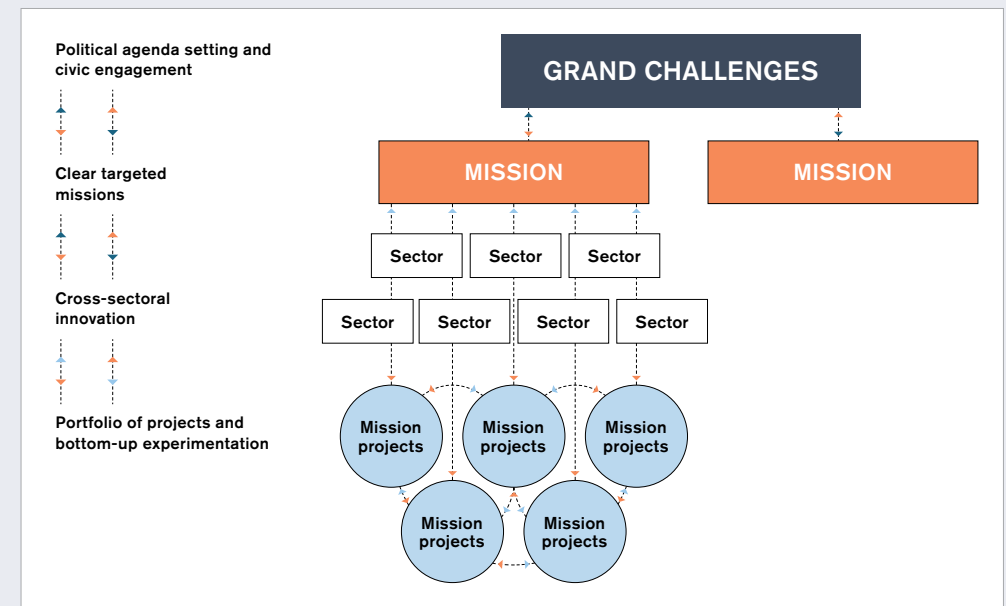 Political agenda setting and
civic engagement
GRAND CHALLENGES
Clear targeted
missions
MISSION
MISSION
Sector
Sector
Sector
Cross-sectoral
innovation
Sector
Sector
Sector
Sector
Portfolio of projects and
bottom-up experimentation
Mission
projects
Mission
projects
Mission
projects
Mission
projects
Mission
projects